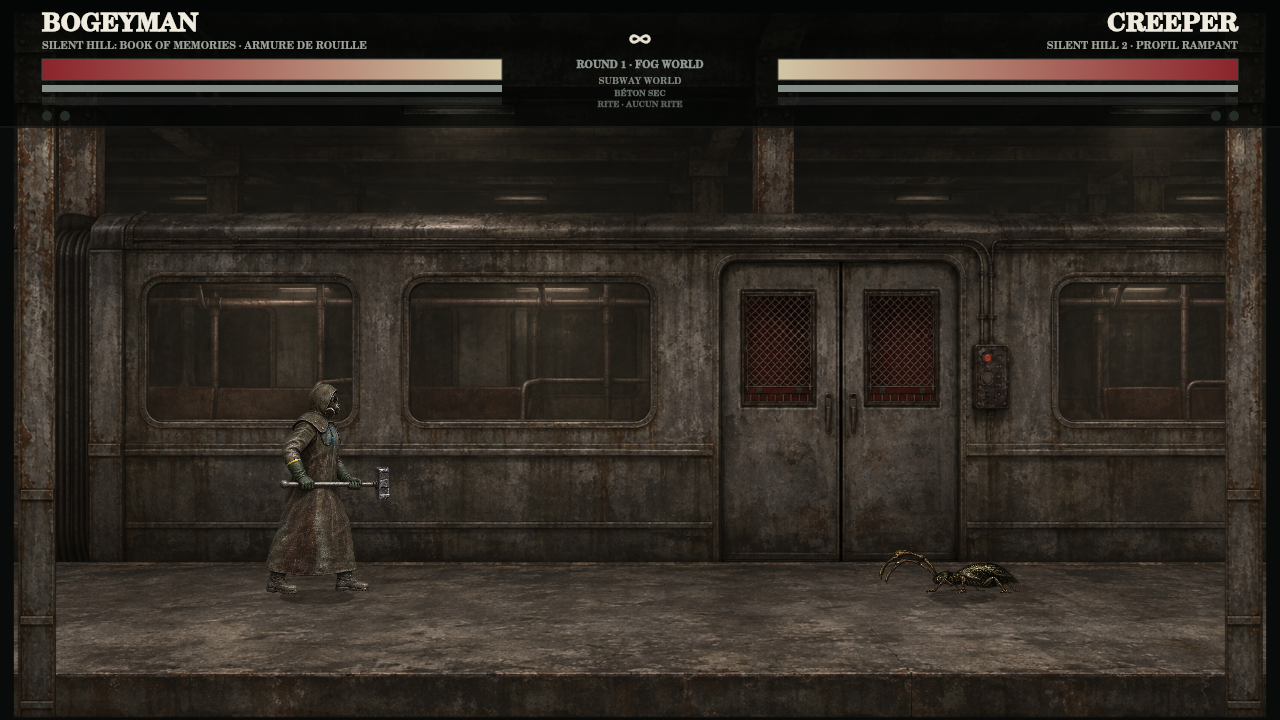 BOGEYMAN
SILENT HILL: BOOK OF MEMORIES · ARMURE DE ROUILLE
∞
ROUND 1 · FOG WORLD
SUBWAY WORLD
BÉTON SEC
RITE · AUCUN RITE
CREEPER
SILENT HILL 2 · PROFIL RAMPANT